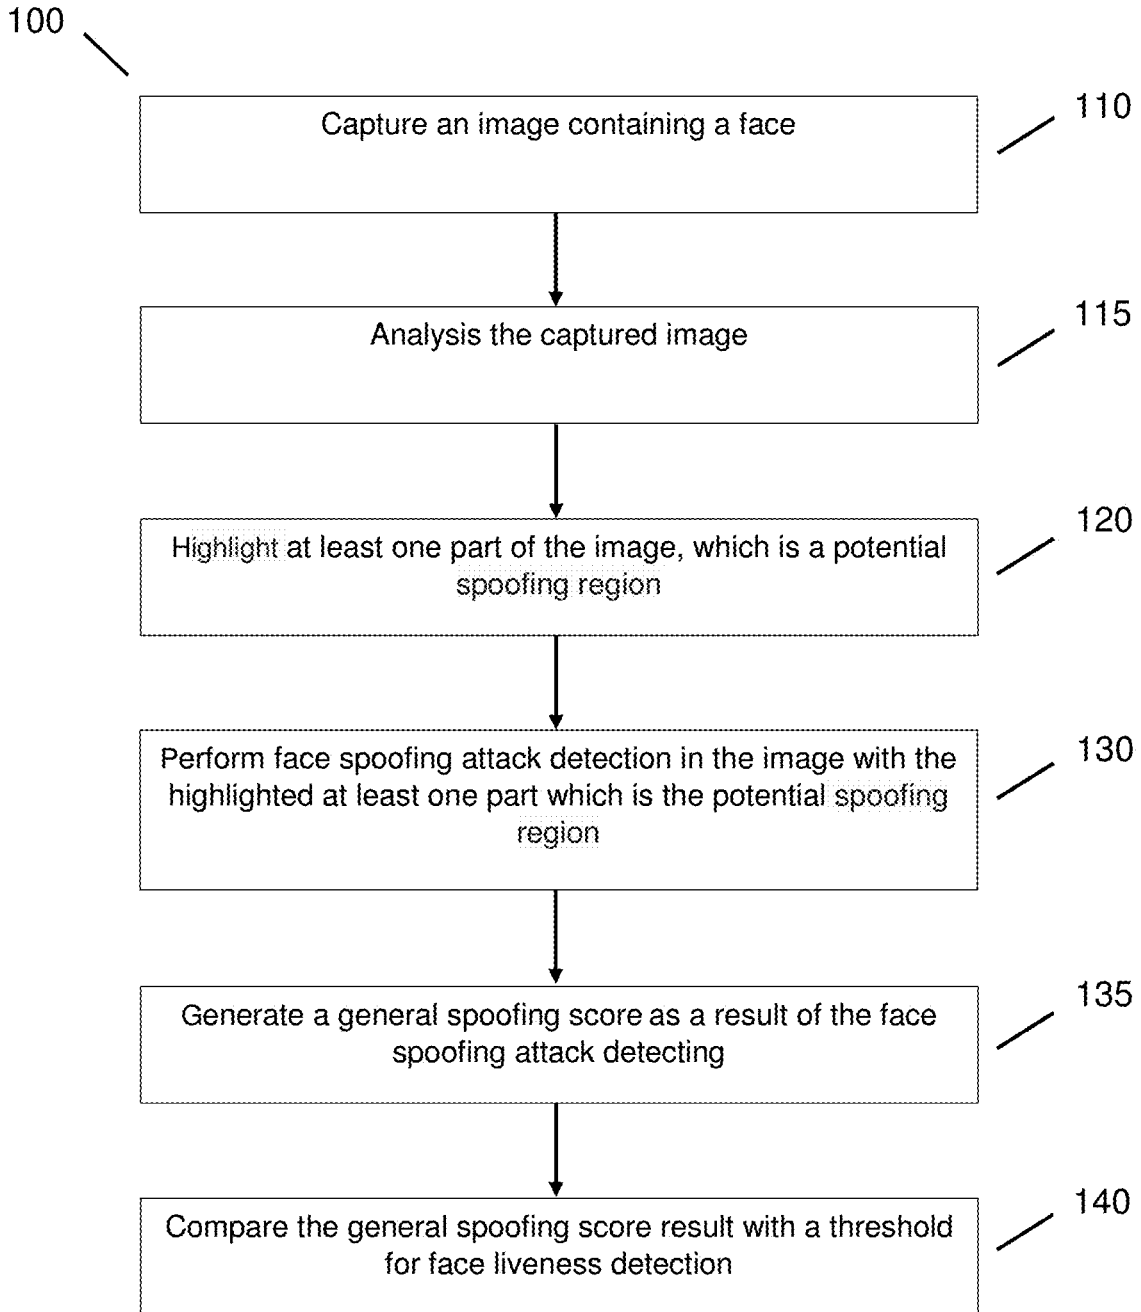 100
110
Capture an image containing a face
115
Analysis the captured image
120
Highlight at least one part of the image, which is a potential
spoofing region
130
Perform face spoofing attack detection in the image with the
highlighted at least one part which is the potential spoofing
region
135
Generate a general spoofing score as a result of the face
spoofing attack detecting
140
Compare the general spoofing score result with a threshold
for face liveness detection